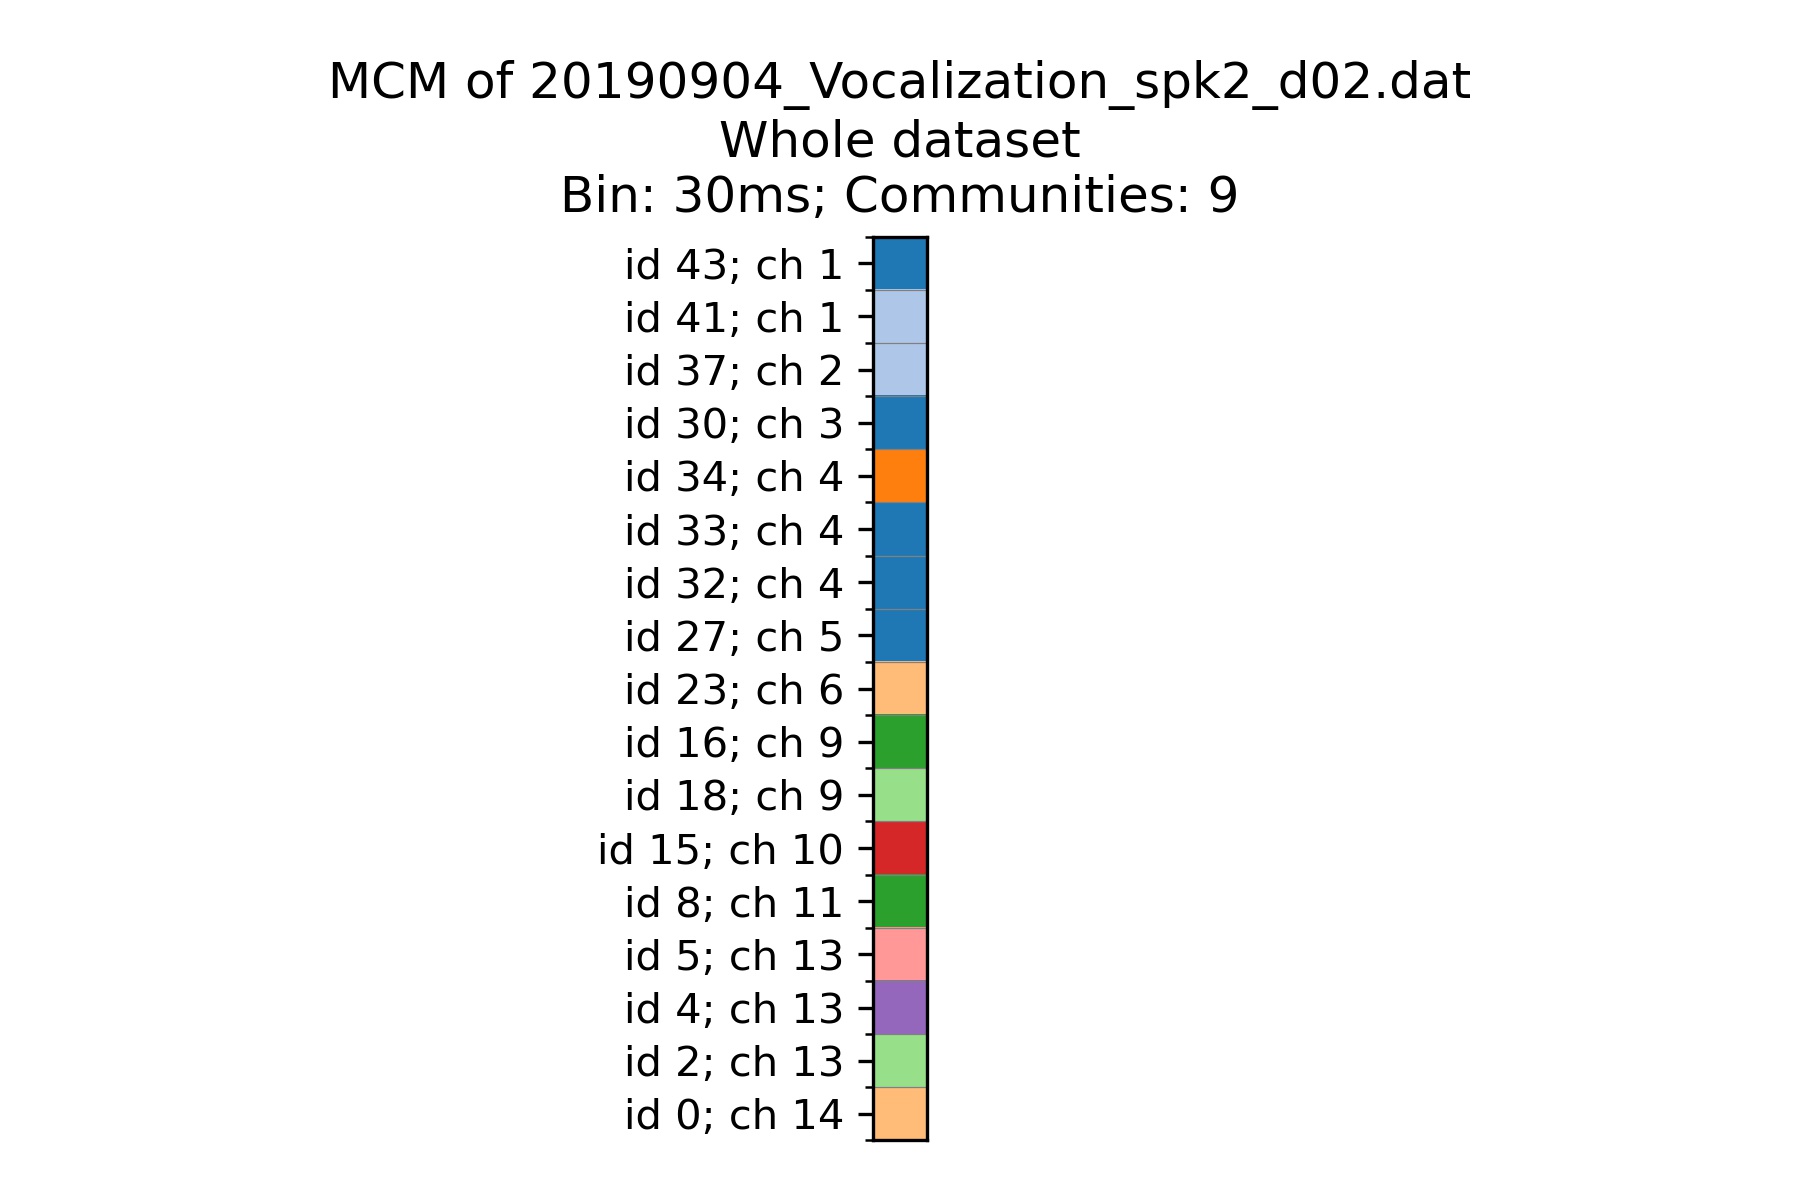 MCM of 20190904_Vocalization_spk2_d02.dat
Whole dataset
Bin: 30ms; Communities: 9
id 43; ch 1
id 41; ch 1
id 37; ch 2
id 30; ch 3
id 34; ch 4
id 33; ch 4
id 32; ch 4
id 27; ch 5
id 23; ch 6
id 16; ch 9
id 18; ch 9
id 15; ch 10
id 8; ch 11
id 5; ch 13
id 4; ch 13
id 2; ch 13
id 0; ch 14